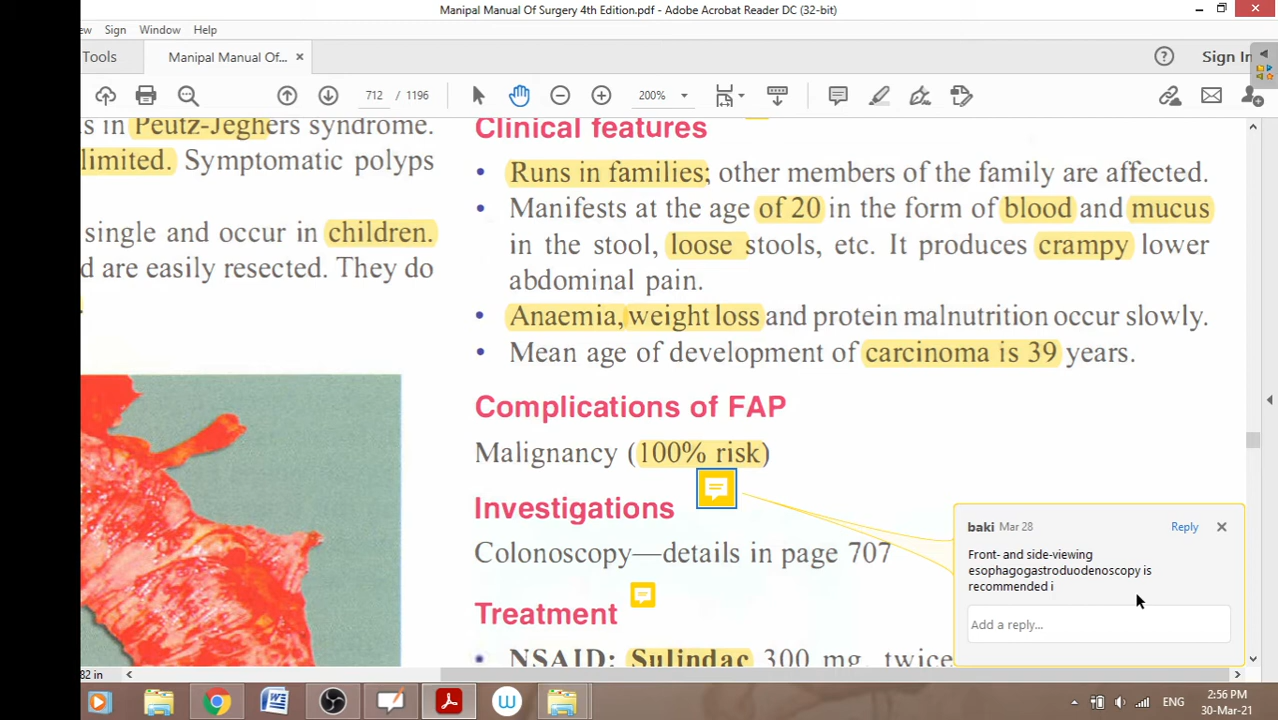 Manipal Manual Of Surgery 4th Edition.pdf - Adobe Acrobat Reader DC (32-bit)
Sign Window Help
Tools Manipal Manual Of... × Sign In
712 / 1196 200%
s in Peutz-Jeghers syndrome.
limited. Symptomatic polyps
single and occur in children.
d are easily resected. They do
Clinical features
• Runs in families; other members of the family are affected.
• Manifests at the age of 20 in the form of blood and mucus
in the stool, loose stools, etc. It produces crampy lower
abdominal pain.
• Anaemia, weight loss and protein malnutrition occur slowly.
• Mean age of development of carcinoma is 39 years.
Complications of FAP
Malignancy (100% risk)
Investigations
Colonoscopy—details in page 707
Treatment
• NSAID: Sulindac 300 mg, twice
baki Mar 28 Reply
Front- and side-viewing
esophagogastroduodenoscopy is
recommended i
Add a reply...
82 in
ENG
2:56 PM
30-Mar-21